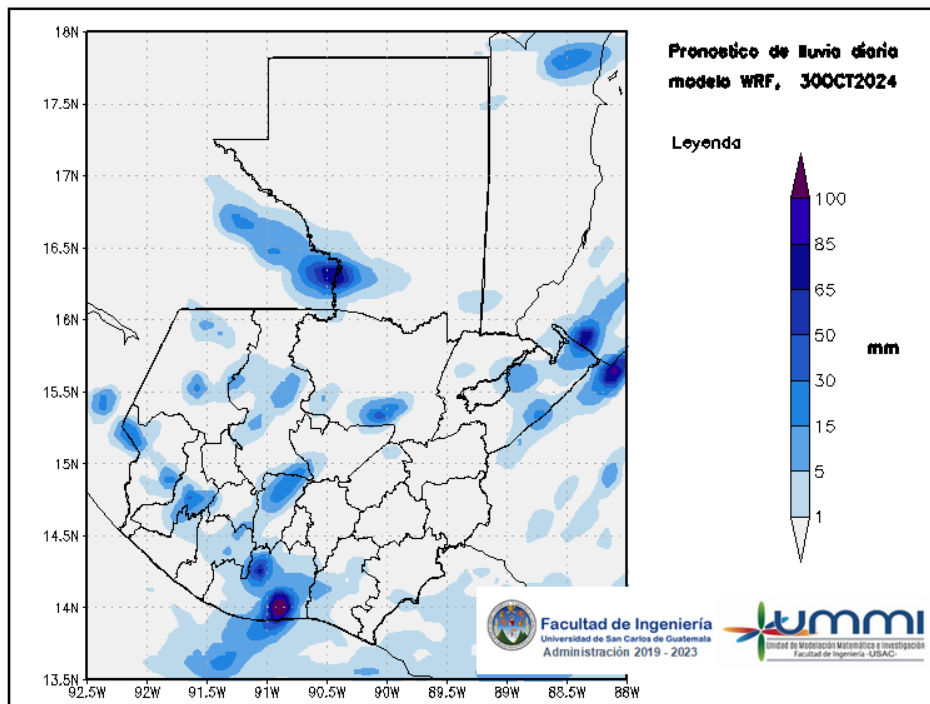 Pronostico de lluvia diaria
modelo WRF, 30OCT2024
Leyenda
100
85
65
50
30
15
5
1
mm
18N
17.5N
17N
16.5N
16N
15.5N
15N
14.5N
14N
13.5N
92.5W 92W 91.5W 91W 90.5W 90W 89.5W 89W 88.5W 88W
Facultad de Ingeniería
Universidad de San Carlos de Guatemala
Administración 2019 - 2023
UMMI
Unidad de Modelación Matemática e Investigación
Facultad de Ingeniería -USAC-